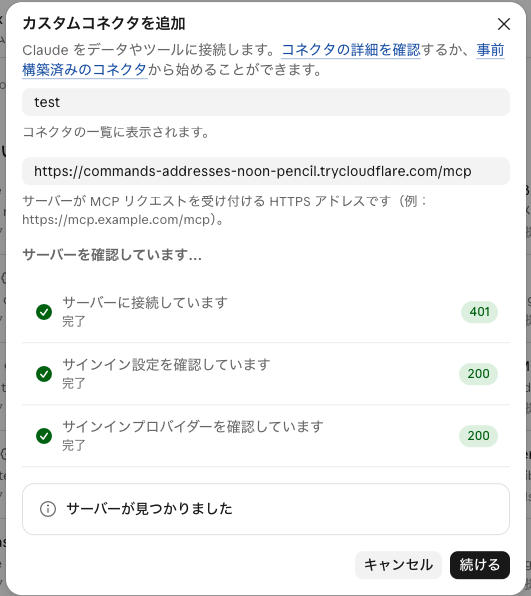 カスタムコネクタを追加
Claude をデータやツールに接続します。コネクタの詳細を確認するか、事前
構築済みのコネクタから始めることができます。
test
コネクタの一覧に表示されます。
https://commands-addresses-noon-pencil.trycloudflare.com/mcp
サーバーが MCP リクエストを受け付ける HTTPS アドレスです（例：
https://mcp.example.com/mcp）。
サーバーを確認しています...
サーバーに接続しています
完了
401
サインイン設定を確認しています
完了
200
サインインプロバイダーを確認しています
完了
200
サーバーが見つかりました
キャンセル
続ける